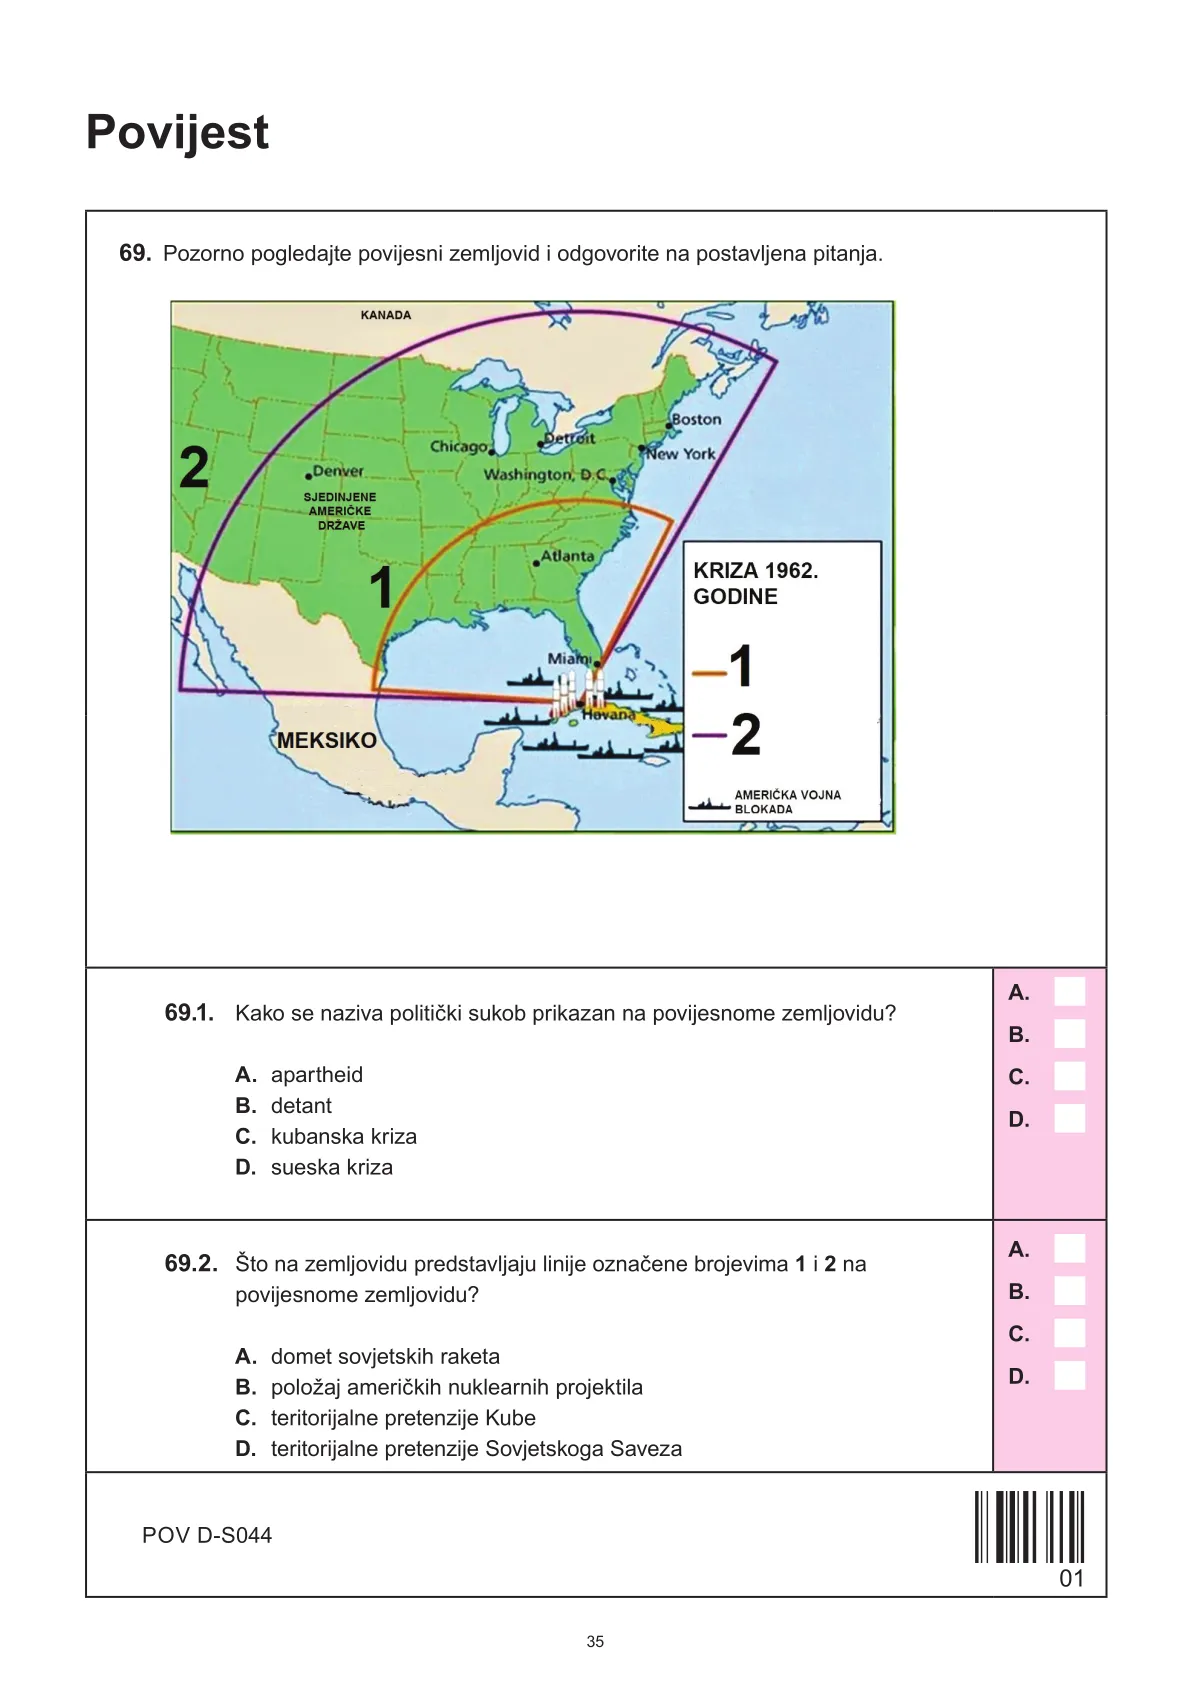 Povijest
69. Pozorno pogledajte povijesni zemljovid i odgovorite na postavljena pitanja.
KANADA
Boston
Chicago
Detroit
New York
2
Denver
Washington, D.C.
SJEDINJENE
AMERIČKE
DRŽAVE
Atlanta
1
KRIZA 1962.
GODINE
Miami
1
Havana
2
MEKSIKO
AMERIČKA VOJNA
BLOKADA
69.1. Kako se naziva politički sukob prikazan na povijesnome zemljovidu?
A. apartheid
B. detant
C. kubanska kriza
D. sueska kriza
A.
B.
C.
D.
69.2. Što na zemljovidu predstavljaju linije označene brojevima 1 i 2 na
povijesnome zemljovidu?
A. domet sovjetskih raketa
B. položaj američkih nuklearnih projektila
C. teritorijalne pretenzije Kube
D. teritorijalne pretenzije Sovjetskoga Saveza
A.
B.
C.
D.
POV D-S044
01
35